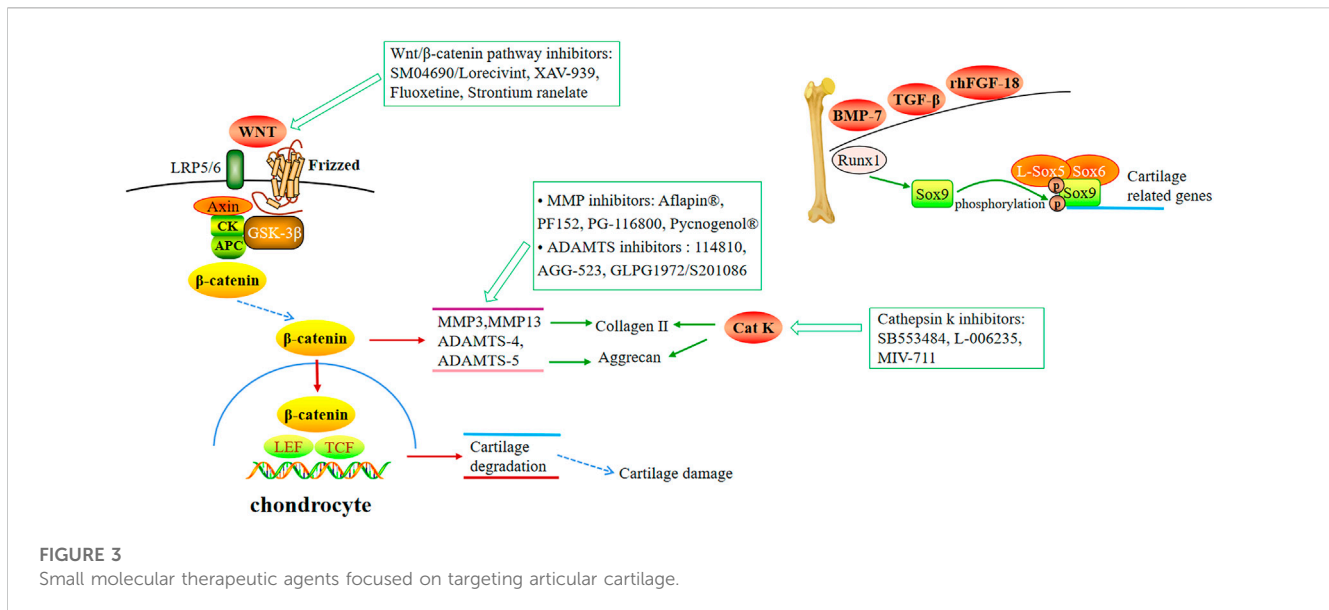 Wnt/β-catenin pathway inhibitors:
SM04690/Lorecivint, XAV-939,
Fluoxetine, Strontium ranelate
WNT
LRP5/6
Frizzed
Axin
CK
GSK-3β
APC
β-catenin
β-catenin
β-catenin
LEF
TCF
chondrocyte
• MMP inhibitors: Aflapin®,
PF152, PG-116800, Pycnogenol®
• ADAMTS inhibitors : 114810,
AGG-523, GLPG1972/S201086
MMP3,MMP13
ADAMTS-4,
ADAMTS-5
Collagen II
Aggrecan
Cat K
Cathepsin k inhibitors:
SB553484, L-006235,
MIV-711
Cartilage
degradation
Cartilage damage
BMP-7
TGF-β
rhFGF-18
Runx1
Sox9
phosphorylation
L-Sox5
Sox6
p
Sox9
p
Cartilage
related genes
FIGURE 3
Small molecular therapeutic agents focused on targeting articular cartilage.